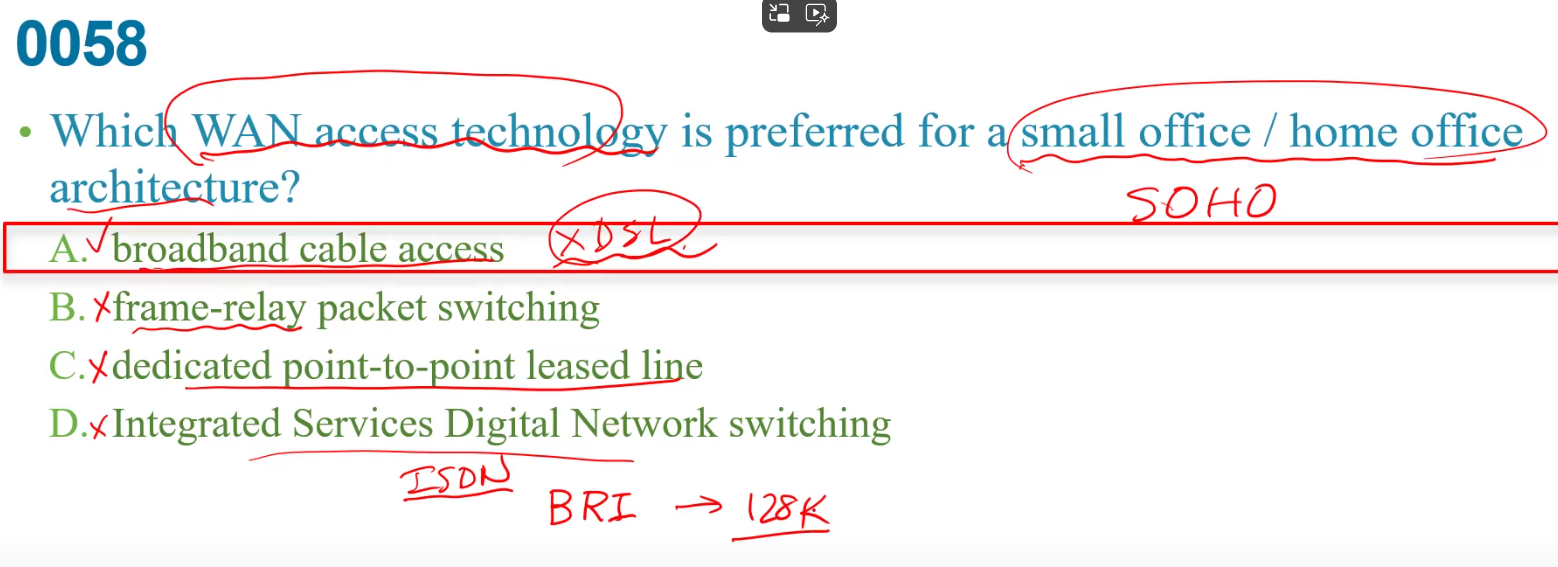 0058
• Which WAN access technology is preferred for a small office / home office
architecture?
SOHO
A. broadband cable access xDSL
B. frame-relay packet switching
C. dedicated point-to-point leased line
D. Integrated Services Digital Network switching
ISDN
BRI → 128K